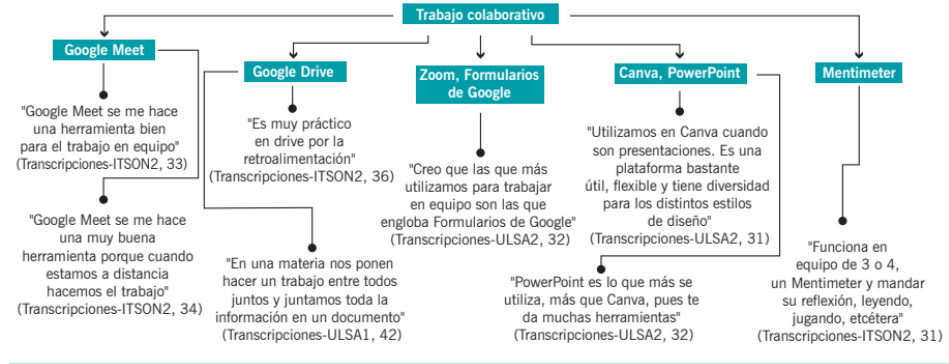 Trabajo colaborativo
Google Meet
Google Drive
Zoom, Formularios
de Google
Canva, PowerPoint
Mentimeter
"Google Meet se me hace
una herramienta bien
para el trabajo en equipo"
(Transcripciones-ITSON2, 33)
"Google Meet se me hace
una muy buena
herramienta porque cuando
estamos a distancia
hacemos el trabajo"
(Transcripciones-ITSON2, 34)
"Es muy práctico
en drive por la
retroalimentación"
(Transcripciones-ITSON2, 36)
"En una materia nos ponen
hacer un trabajo entre todos
juntos y juntamos toda la
información en un documento"
(Transcripciones-ULSA1, 42)
"Creo que las que más
utilizamos para trabajar
en equipo son las que
engloba Formularios de Google"
(Transcripciones-ULSA2, 32)
"Utilizamos en Canva cuando
son presentaciones. Es una
plataforma bastante
útil, flexible y tiene diversidad
para los distintos estilos
de diseño"
(Transcripciones-ULSA2, 31)
"PowerPoint es lo que más se
utiliza, más que Canva, pues te
da muchas herramientas"
(Transcripciones-ULSA2, 32)
"Funciona en
equipo de 3 o 4,
un Mentimeter y mandar
su reflexión, leyendo,
jugando, etcétera"
(Transcripciones-ITSON2, 31)